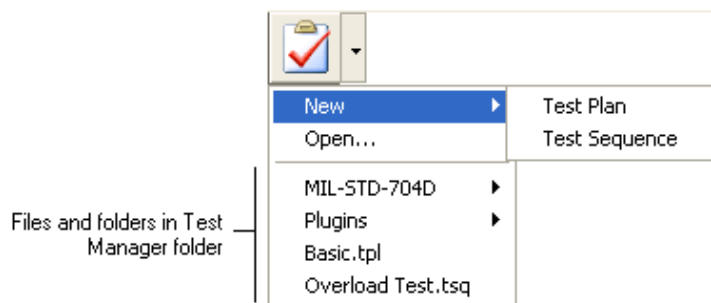 New
Open...
Test Plan
Test Sequence
MIL-STD-704D
Plugins
Basic.tpl
Overload Test.tsq
Files and folders in Test
Manager folder